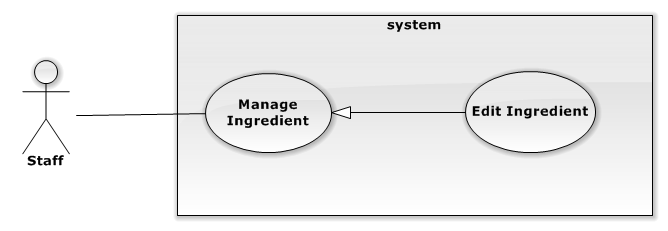 system
Manage
Ingredient
Edit Ingredient
Staff